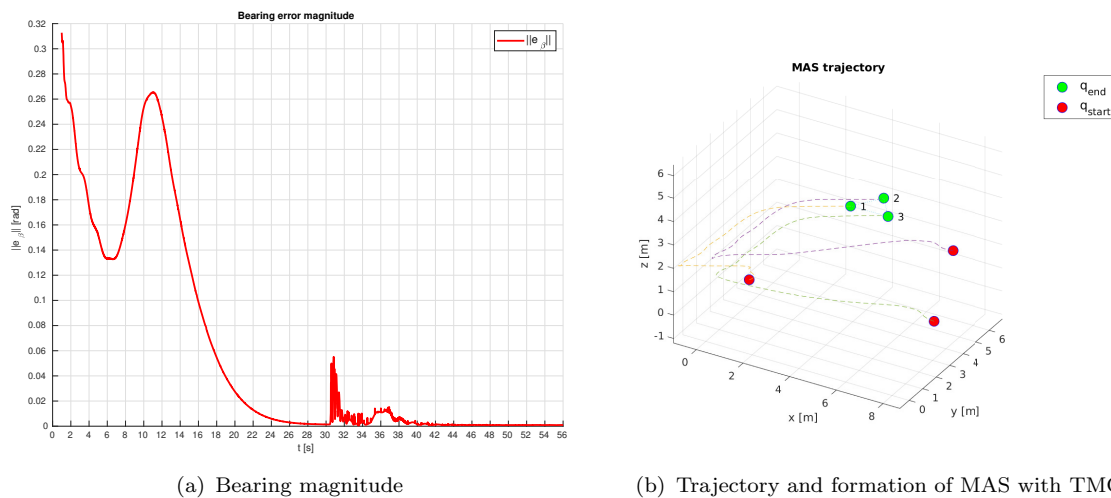 Bearing error magnitude
0.32
0.3
0.28
0.26
0.24
0.22
0.2
0.18
0.16
0.14
0.12
0.1
0.08
0.06
0.04
0.02
0
||e_β|| [rad]
||e_β||
0 2 4 6 8 10 12 14 16 18 20 22 24 26 28 30 32 34 36 38 40 42 44 46 48 50 52 54 56
t [s]
(a) Bearing magnitude
MAS trajectory
q_end
q_start
6
5
4
3
2
1
0
-1
z [m]
1
2
3
0 2 4 6 8
x [m]
0 1 2 3 4 5 6
y [m]
(b) Trajectory and formation of MAS with TMC